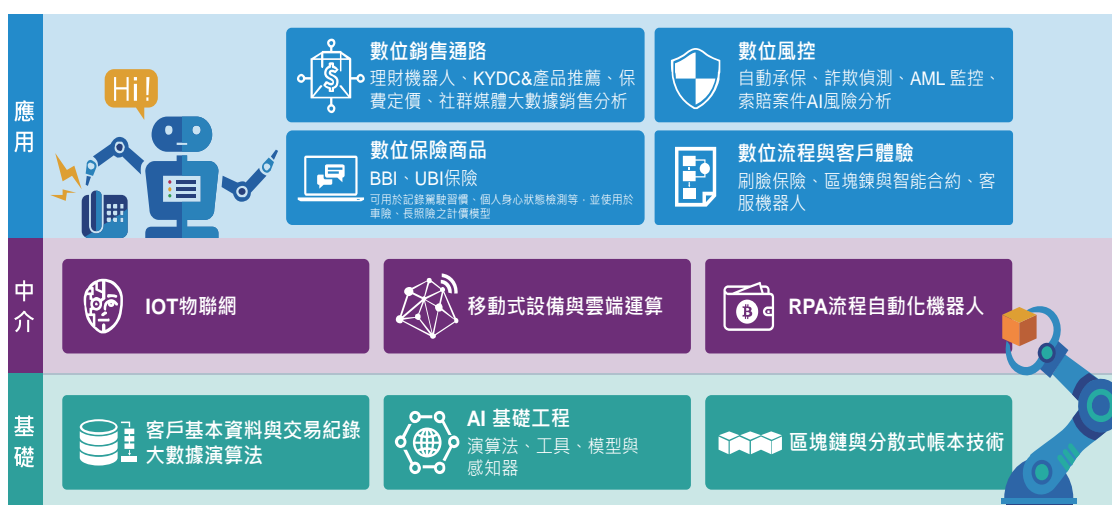 應用
Hi!
數位銷售通路
理財機器人、KYDC&產品推薦、保
費定價、社群媒體大數據銷售分析
數位風控
自動承保、詐欺偵測、AML 監控、
索賠案件AI風險分析
數位保險商品
BBI、UBI保險
可用於記錄駕駛習慣、個人身心狀態檢測等，並使用於
車險、長照險之計價模型
數位流程與客戶體驗
刷臉保險、區塊錬與智能合約、客
服機器人
中介
IOT物聯網
移動式設備與雲端運算
RPA流程自動化機器人
基礎
客戶基本資料與交易紀錄
大數據演算法
AI 基礎工程
演算法、工具、模型與
感知器
區塊鏈與分散式帳本技術